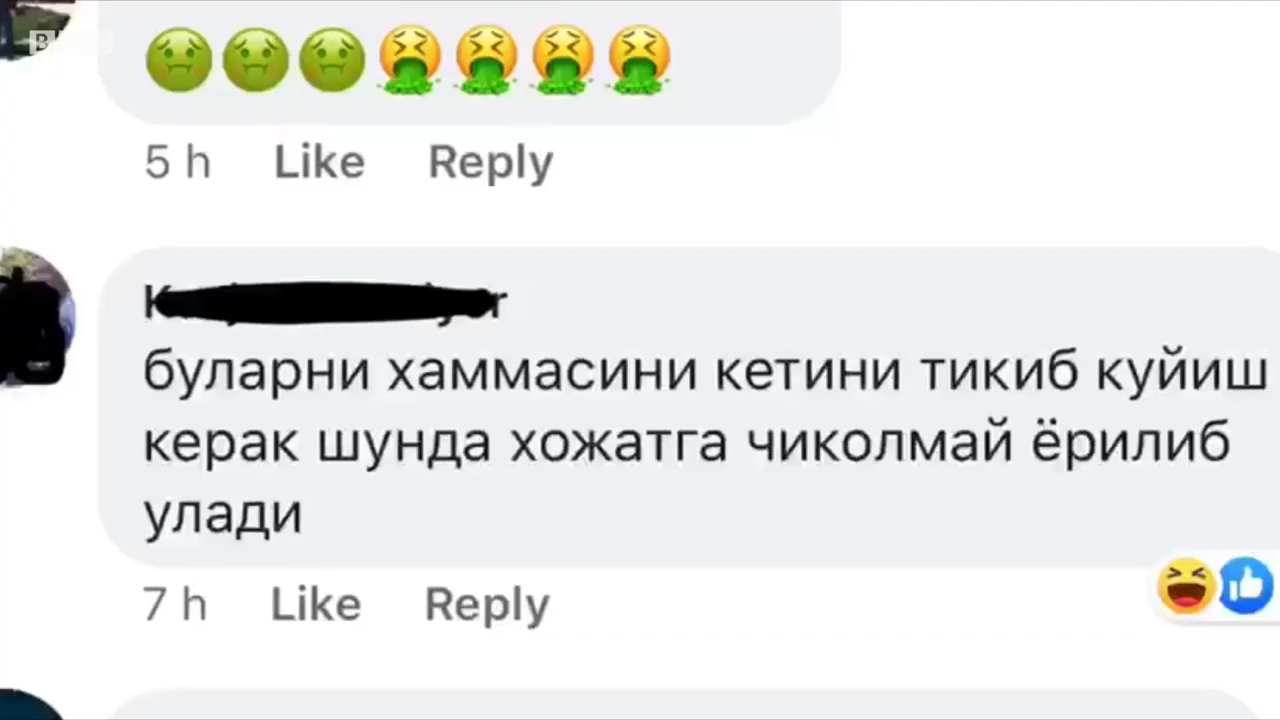 5 h Like Reply
буларни хаммасини кетини тикиб куйиш
керак шунда хожатга чиколмай ёрилиб
улади
7 h Like Reply